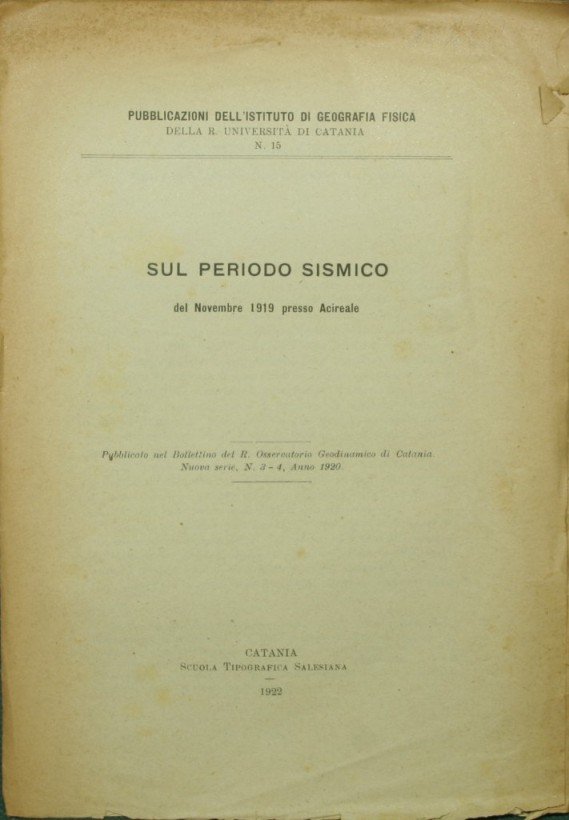 PUBBLICAZIONI DELL'ISTITUTO DI GEOGRAFIA FISICA
DELLA R. UNIVERSITÀ DI CATANIA
N. 15
SUL PERIODO SISMICO
del Novembre 1919 presso Acireale
Pubblicato nel Bollettino del R. Osservatorio Geodinamico di Catania.
Nuova serie, N. 3-4, Anno 1920.
CATANIA
SCUOLA TIPOGRAFICA SALESIANA
1922